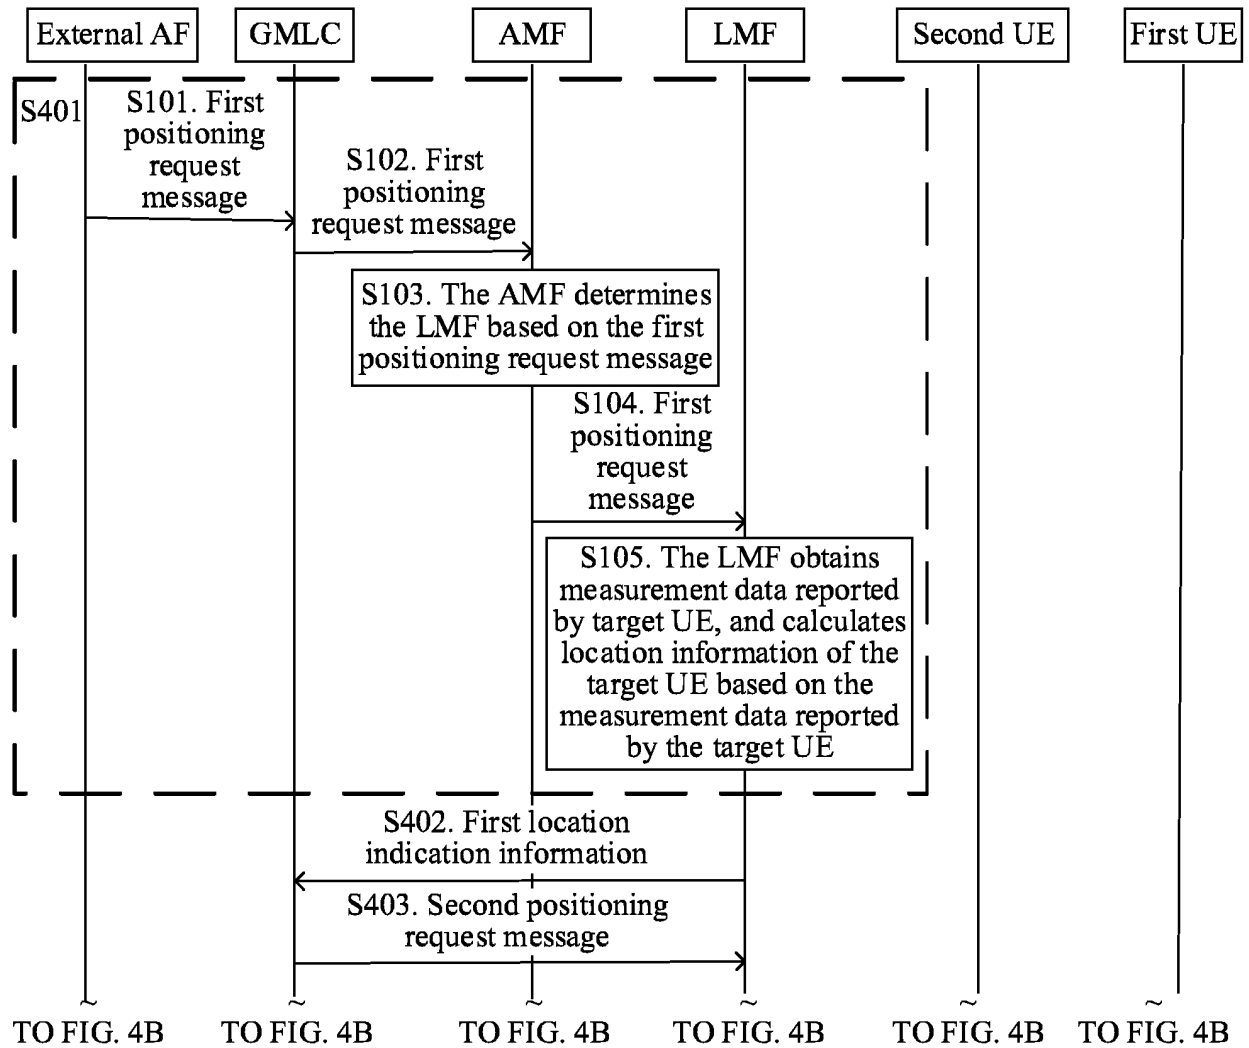 External AF
GMLC
AMF
LMF
Second UE
First UE
S401
S101. First
positioning
request
message
S102. First
positioning
request message
S103. The AMF determines
the LMF based on the first
positioning request message
S104. First
positioning
request
message
S105. The LMF obtains
measurement data reported
by target UE, and calculates
location information of the
target UE based on the
measurement data reported
by the target UE
S402. First location
indication information
S403. Second positioning
request message
~
~
~
~
~
~
TO FIG. 4B
TO FIG. 4B
TO FIG. 4B
TO FIG. 4B
TO FIG. 4B
TO FIG. 4B